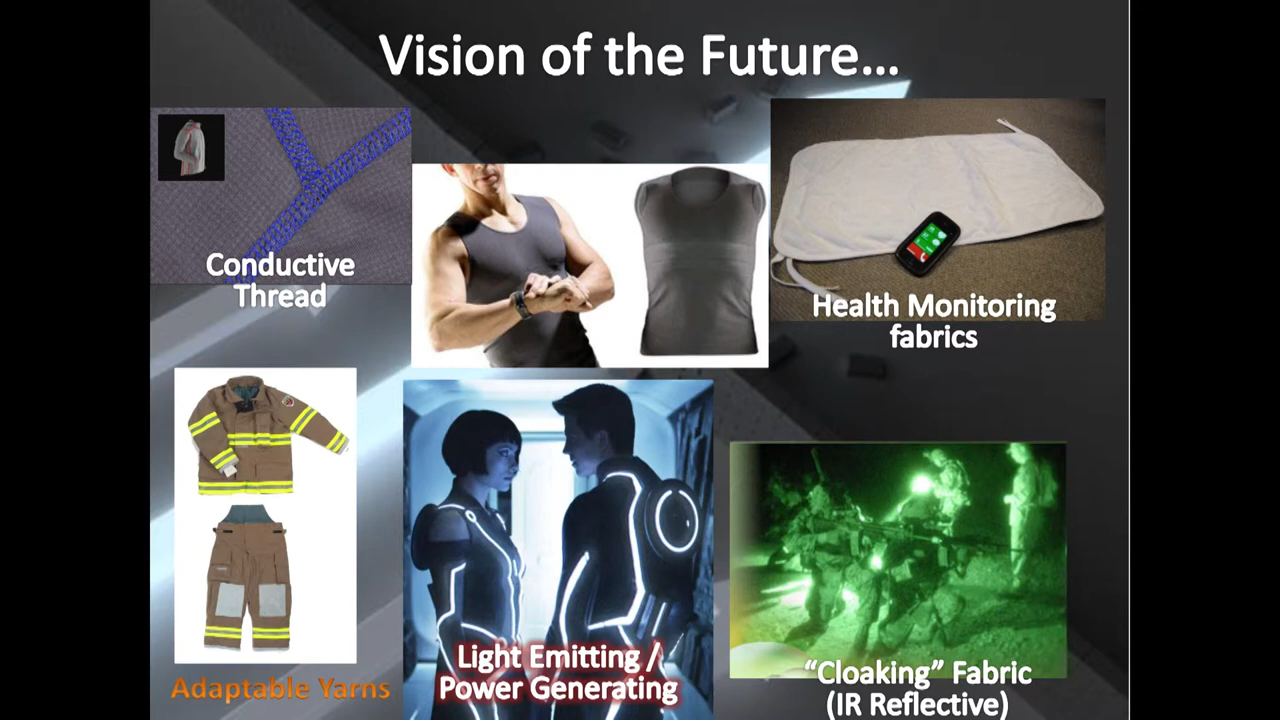 Vision of the Future...
Conductive
Thread
Health Monitoring
fabrics
Adaptable Yarns
Light Emitting /
Power Generating
“Cloaking” Fabric
(IR Reflective)